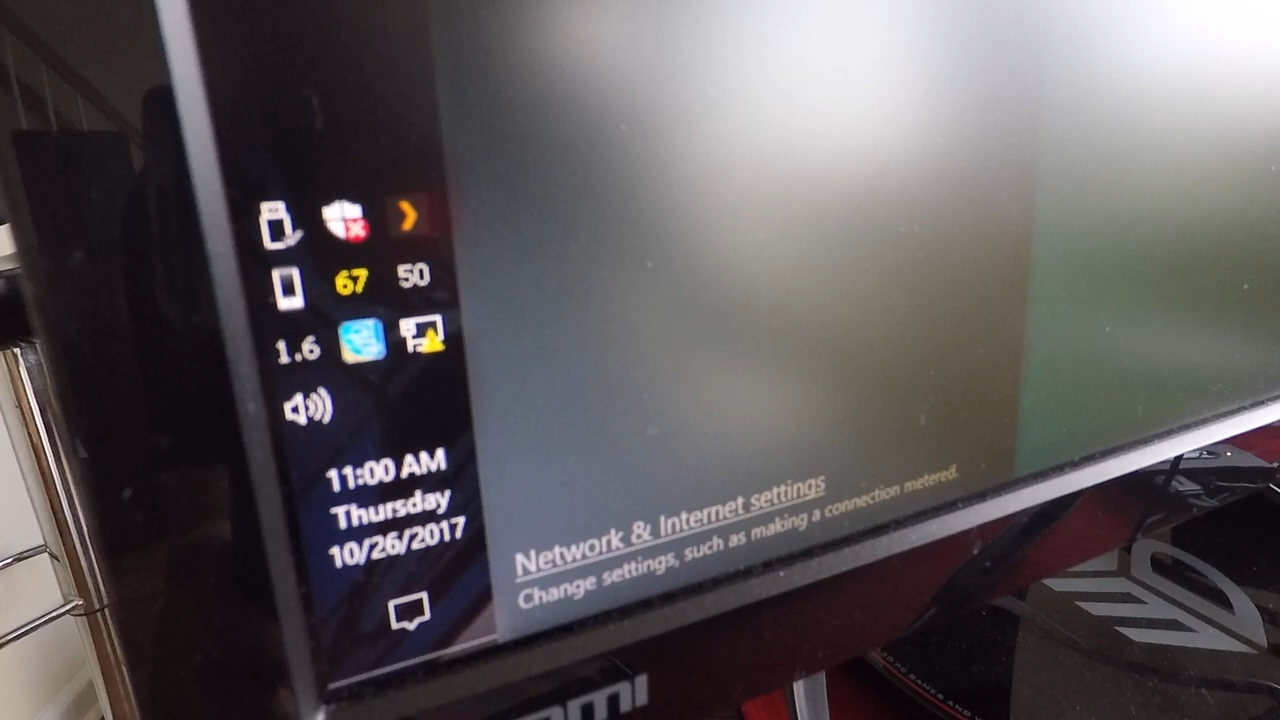 67 50
1.6
11:00 AM
Thursday
10/26/2017
Network & Internet settings
Change settings, such as making a connection metered.